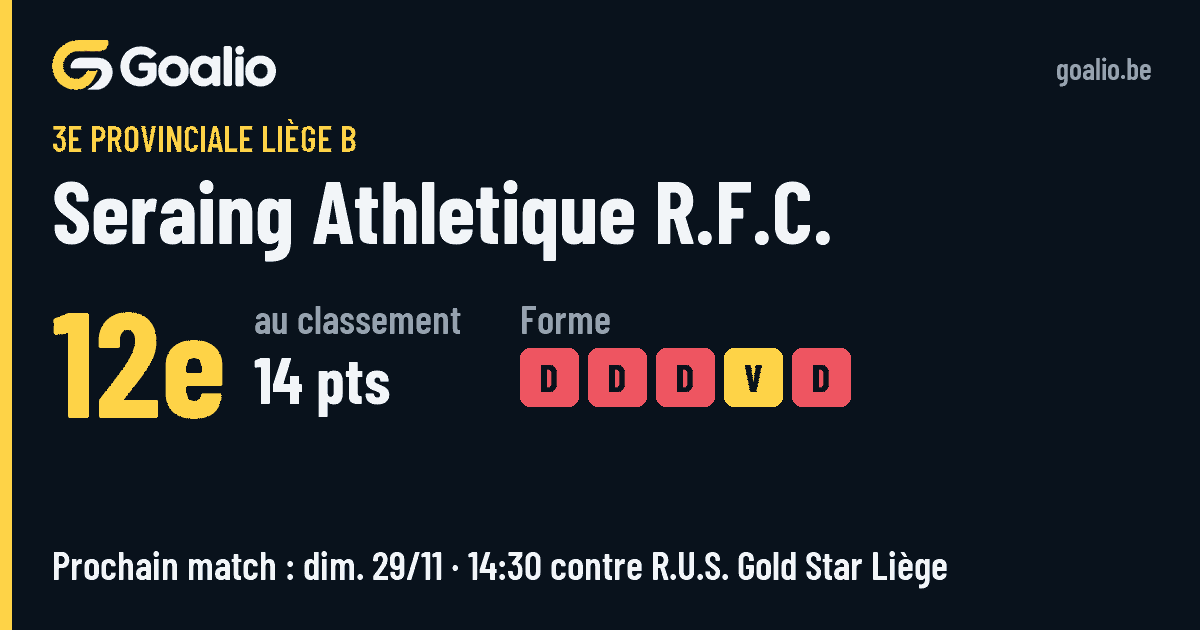 Goalio
goalio.be
3E PROVINCIALE LIÈGE B
Seraing Athletique R.F.C.
12e
au classement
14 pts
Forme
D D D V D
Prochain match : dim. 29/11 · 14:30 contre R.U.S. Gold Star Liège